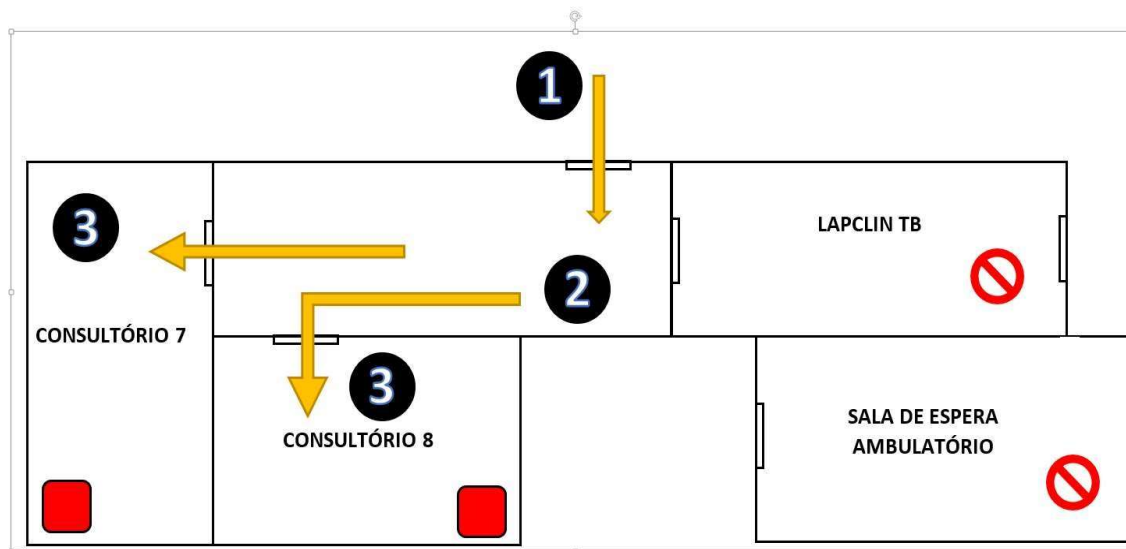 1
LAPCLIN TB
3
2
CONSULTÓRIO 7
3
CONSULTÓRIO 8
SALA DE ESPERA
AMBULATÓRIO